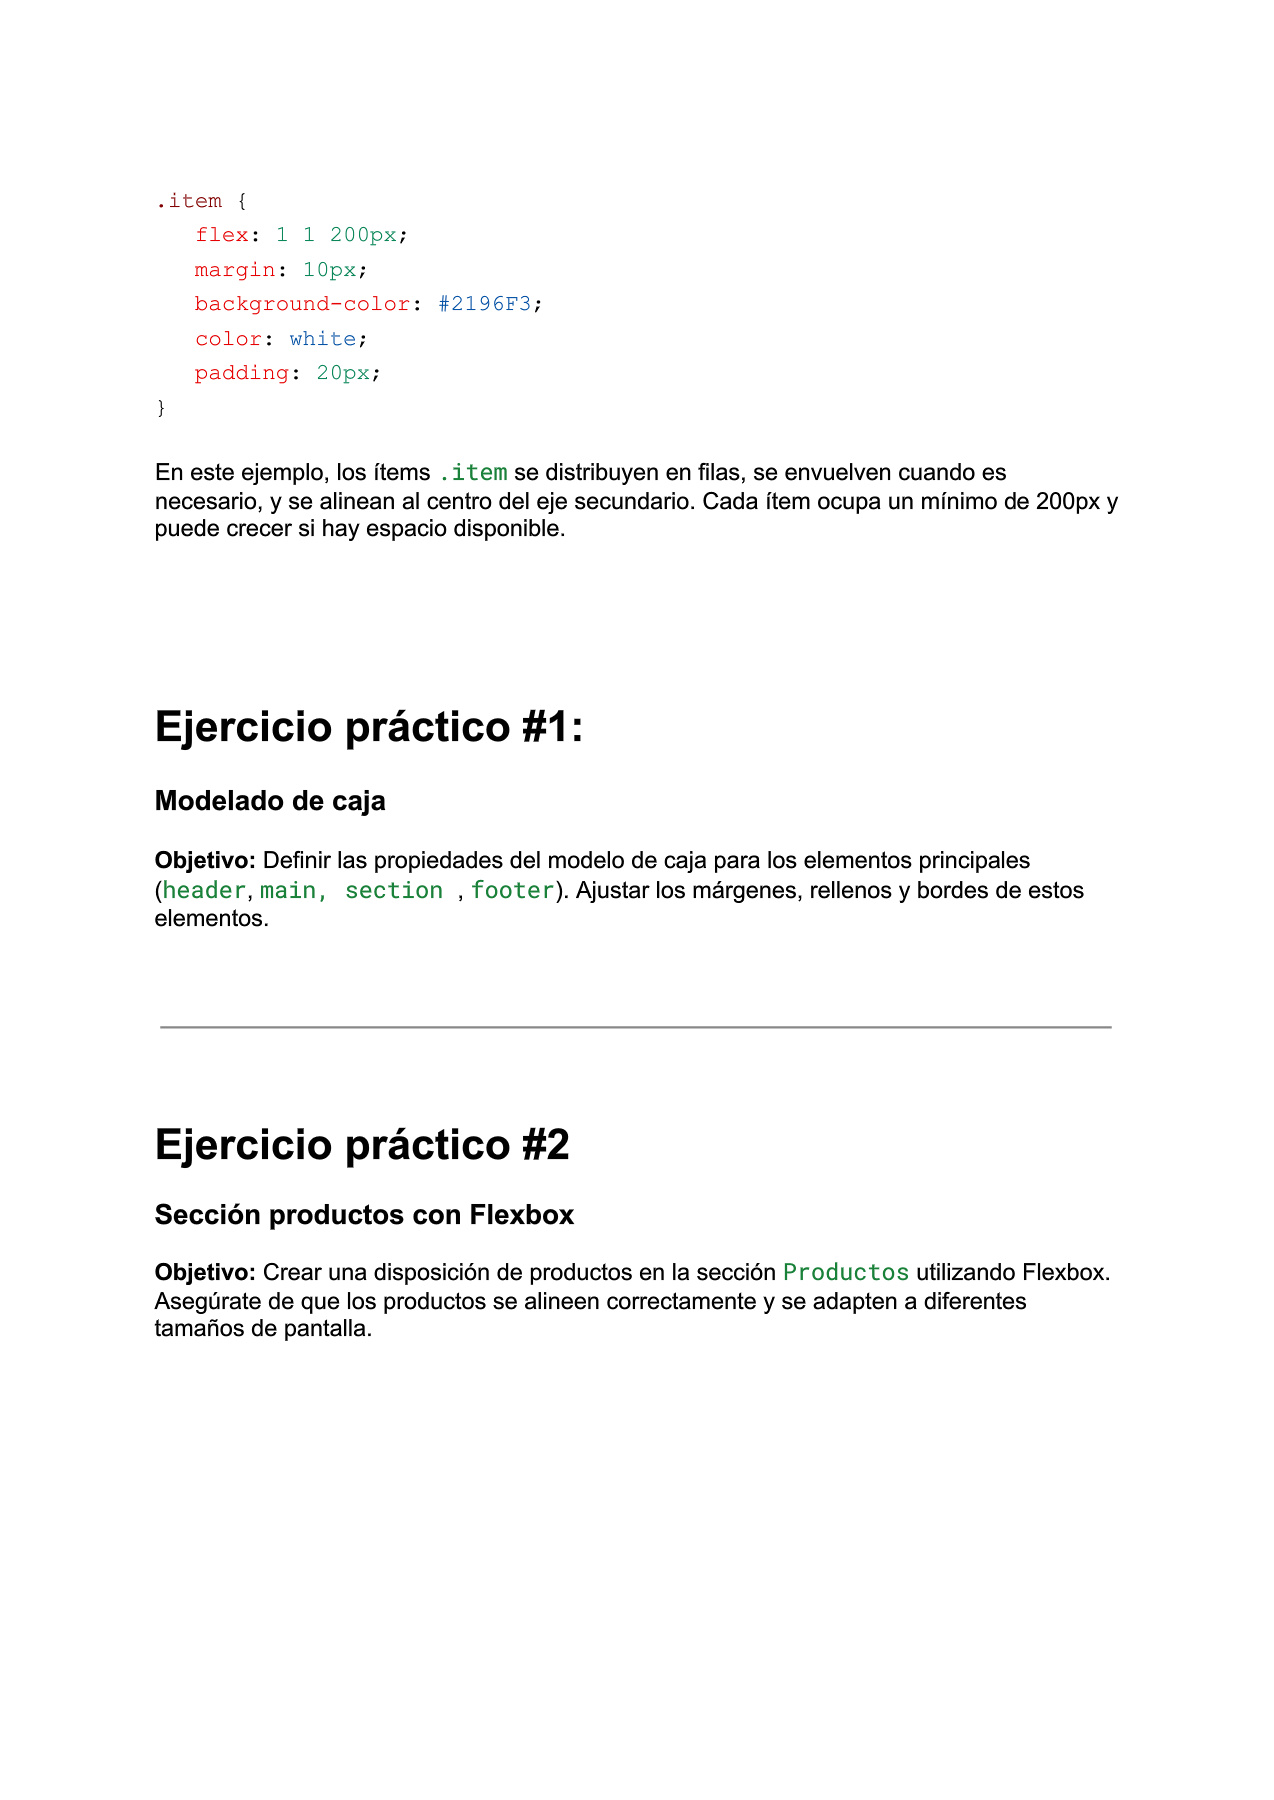 .item {
flex: 1 1 200px;
margin: 10px;
background-color: #2196F3;
color: white;
padding: 20px;
}
En este ejemplo, los ítems .item se distribuyen en filas, se envuelven cuando es
necesario, y se alinean al centro del eje secundario. Cada ítem ocupa un mínimo de 200px y
puede crecer si hay espacio disponible.
Ejercicio práctico #1:
Modelado de caja
Objetivo: Definir las propiedades del modelo de caja para los elementos principales
(header, main, section , footer). Ajustar los márgenes, rellenos y bordes de estos
elementos.
Ejercicio práctico #2
Sección productos con Flexbox
Objetivo: Crear una disposición de productos en la sección Productos utilizando Flexbox.
Asegúrate de que los productos se alineen correctamente y se adapten a diferentes
tamaños de pantalla.